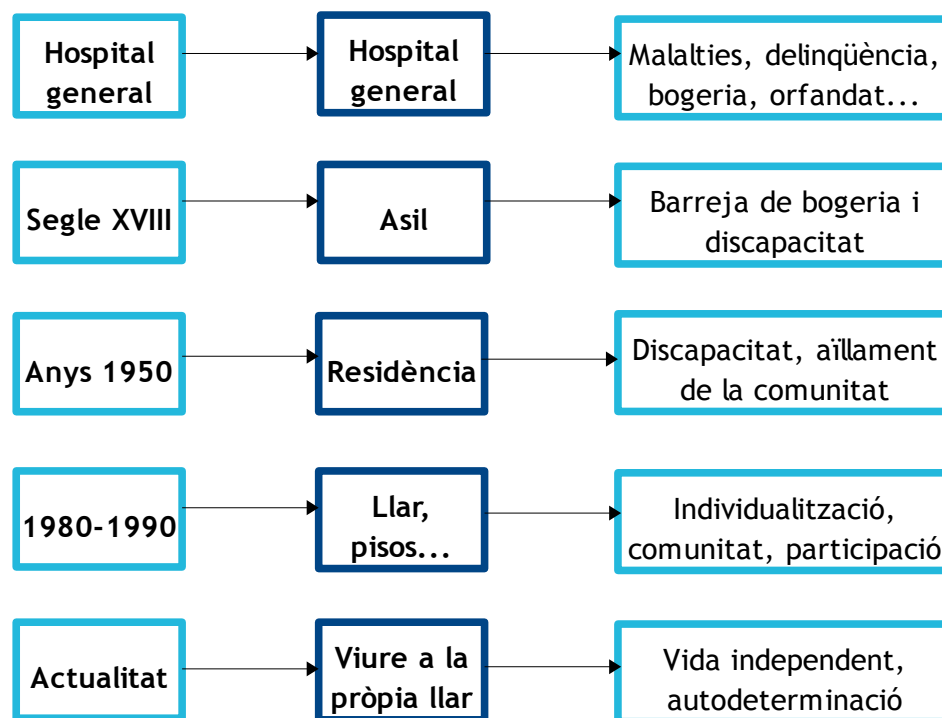 Hospital
general
Hospital
general
Malalties, delinqüència,
bogeria, orfandat...
Segle XVIII
Asil
Barreja de bogeria i
discapacitat
Anys 1950
Residència
Discapacitat, aïllament
de la comunitat
1980-1990
Llar,
pisos...
Individualització,
comunitat, participació
Actualitat
Viure a la
pròpia llar
Vida independent,
autodeterminació